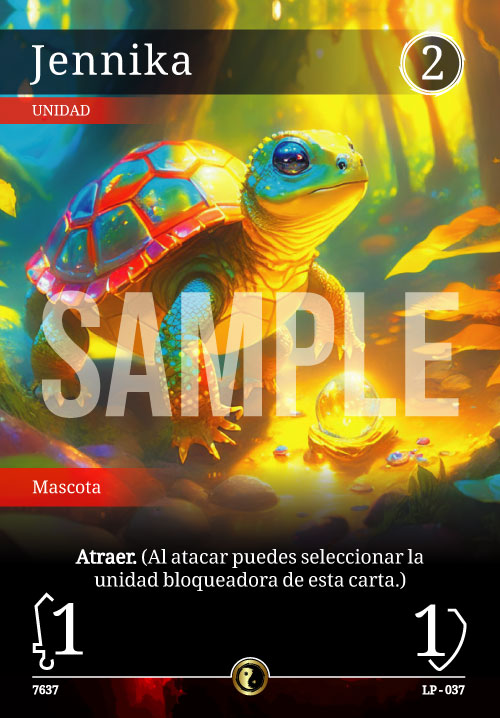 Jennika
2
UNIDAD
SAMPLE
Mascota
Atraer. (Al atacar puedes seleccionar la
unidad bloqueadora de esta carta.)
1
1
7637
LP - 037